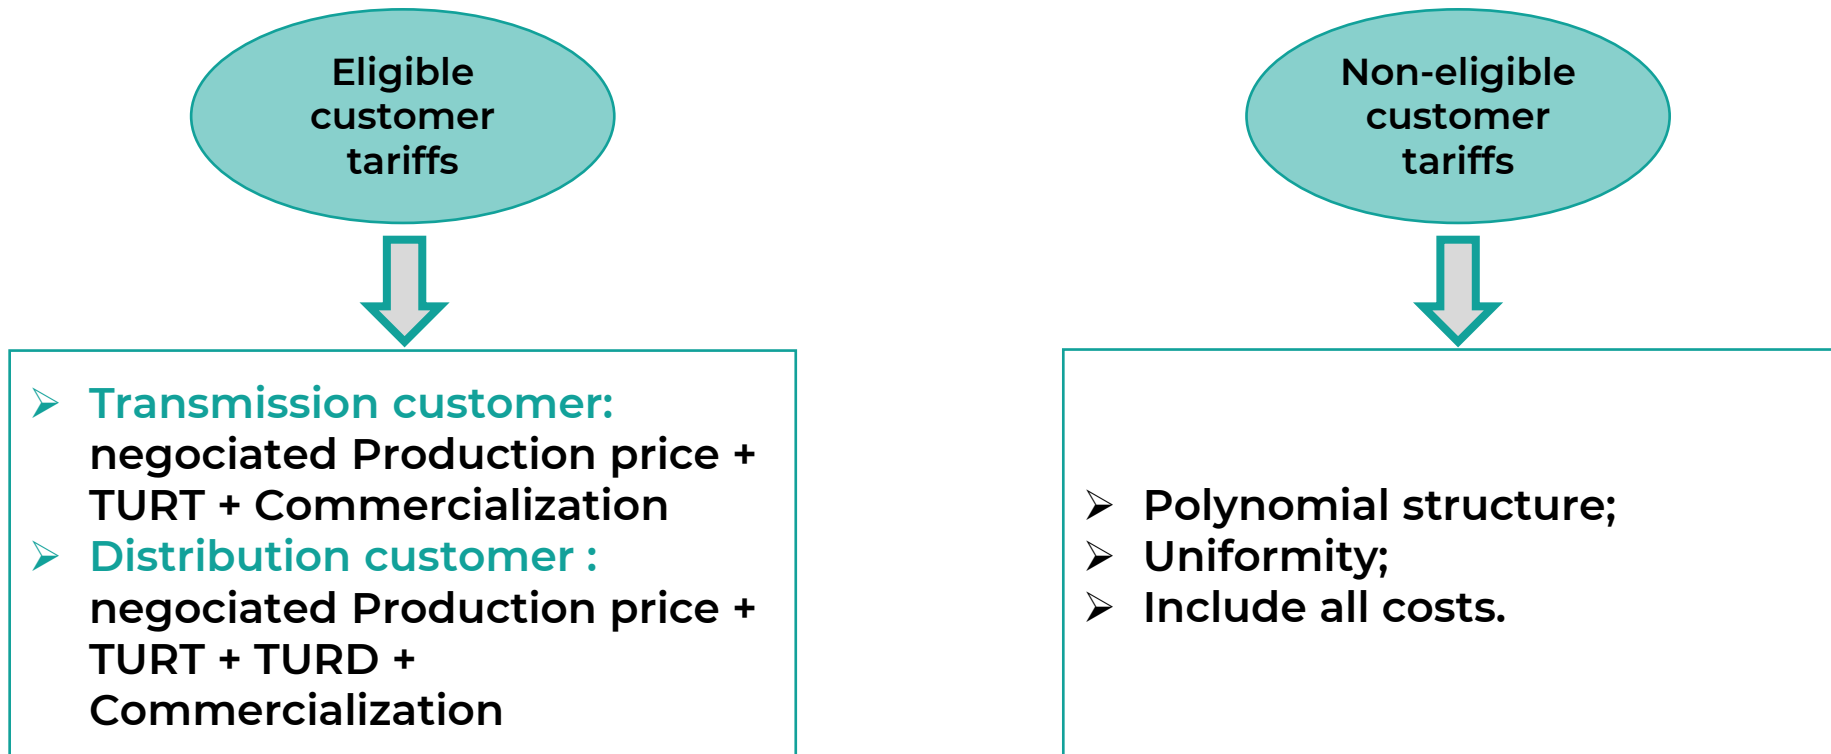 Eligible
customer
tariffs
➢ Transmission customer:
negociated Production price +
TURT + Commercialization
➢ Distribution customer :
negociated Production price +
TURT + TURD +
Commercialization
Non-eligible
customer
tariffs
➢ Polynomial structure;
➢ Uniformity;
➢ Include all costs.